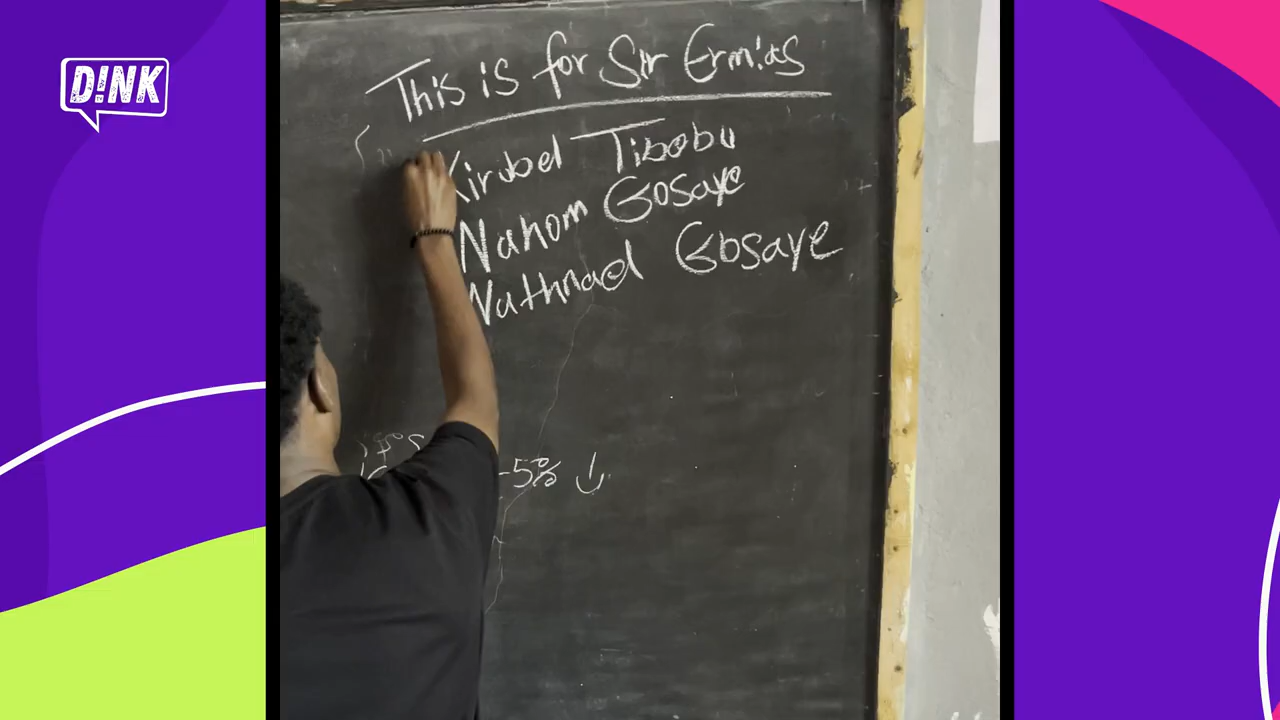 D!NK
This is for Sir Ermias
Kirubel Tibebu
Nahom Gosaye
Nathnael Gosaye
-5%